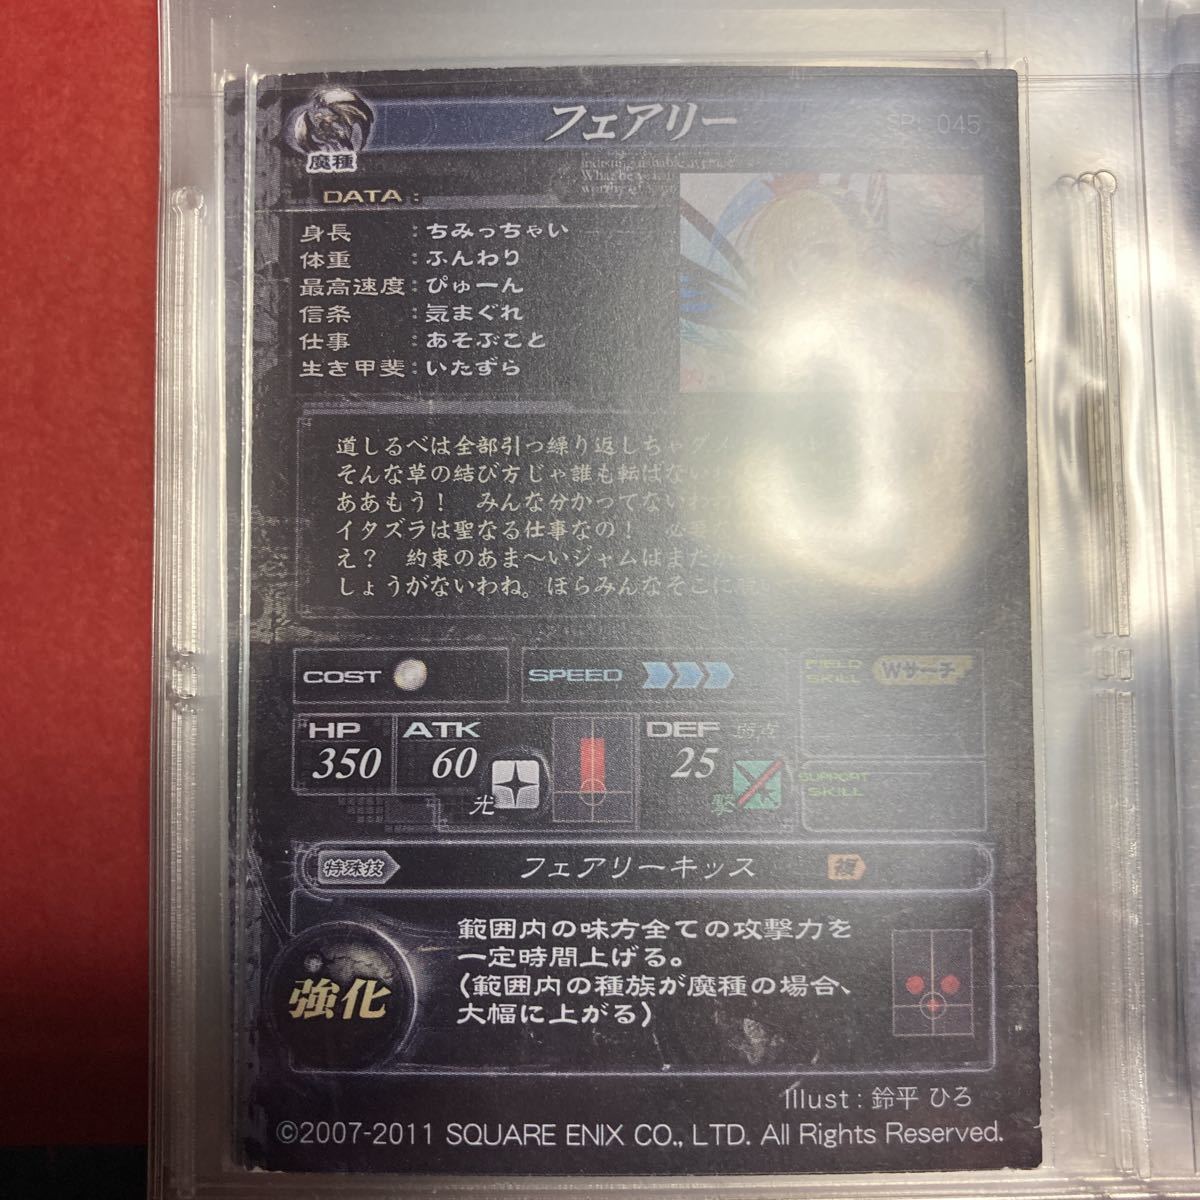 フェアリー
SP: 045
魔種
DATA :
身長 : ちみっちゃい
体重 : ふんわり
最高速度 : ぴゅーん
信条 : 気まぐれ
仕事 : あそぶこと
生き甲斐 : いたずら
道しるべは全部引っ繰り返しちゃダメ
そんな草の結び方じゃ誰も転ばない
ああもう！　みんな分かってないわ
イタズラは聖なる仕事なの！　必要
え？　約束のあま〜いジャムはまだ
しょうがないわね。ほらみんなそこに
COST
SPEED
FIELD SKILL Wサーチ
HP 350
ATK 60
光
DEF 25
弱点
撃
SUPPORT SKILL
特殊技
フェアリーキッス
複
強化
範囲内の味方全ての攻撃力を
一定時間上げる。
(範囲内の種族が魔種の場合、
大幅に上がる)
Illust : 鈴平 ひろ
©2007-2011 SQUARE ENIX CO., LTD. All Rights Reserved.